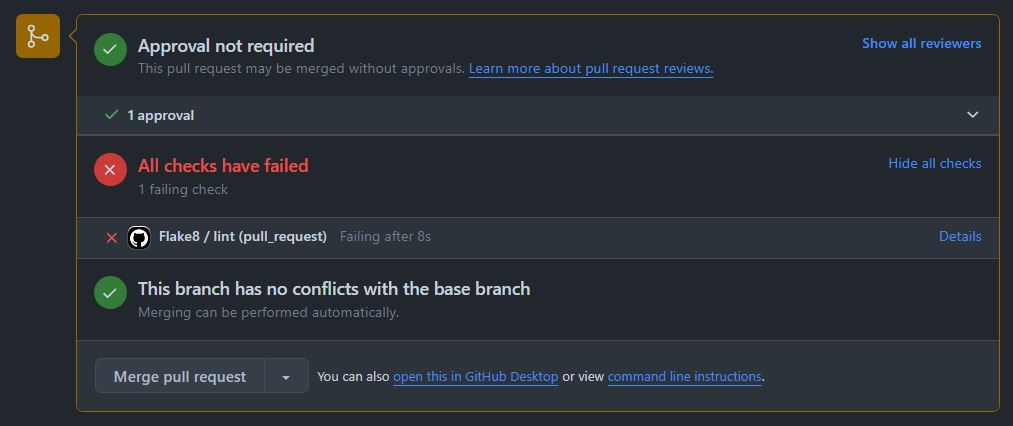 Approval not required
Show all reviewers
This pull request may be merged without approvals. Learn more about pull request reviews.
1 approval
All checks have failed
Hide all checks
1 failing check
Flake8 / lint (pull_request) Failing after 8s
Details
This branch has no conflicts with the base branch
Merging can be performed automatically.
Merge pull request
You can also open this in GitHub Desktop or view command line instructions.